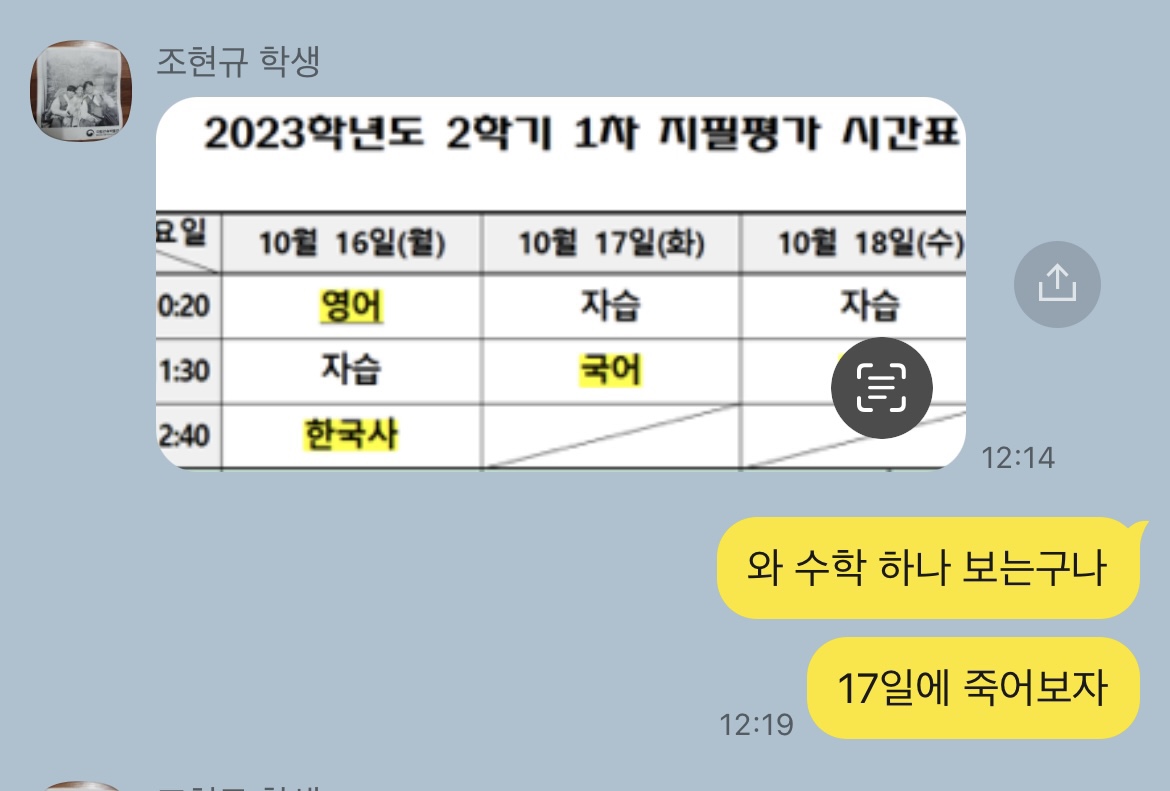 조현규 학생
2023학년도 2학기 1차 지필평가 시간표
요일 10월 16일(월) 10월 17일(화) 10월 18일(수)
0:20 영어 자습 자습
1:30 자습 국어
2:40 한국사
12:14
와 수학 하나 보는구나
17일에 죽어보자
12:19